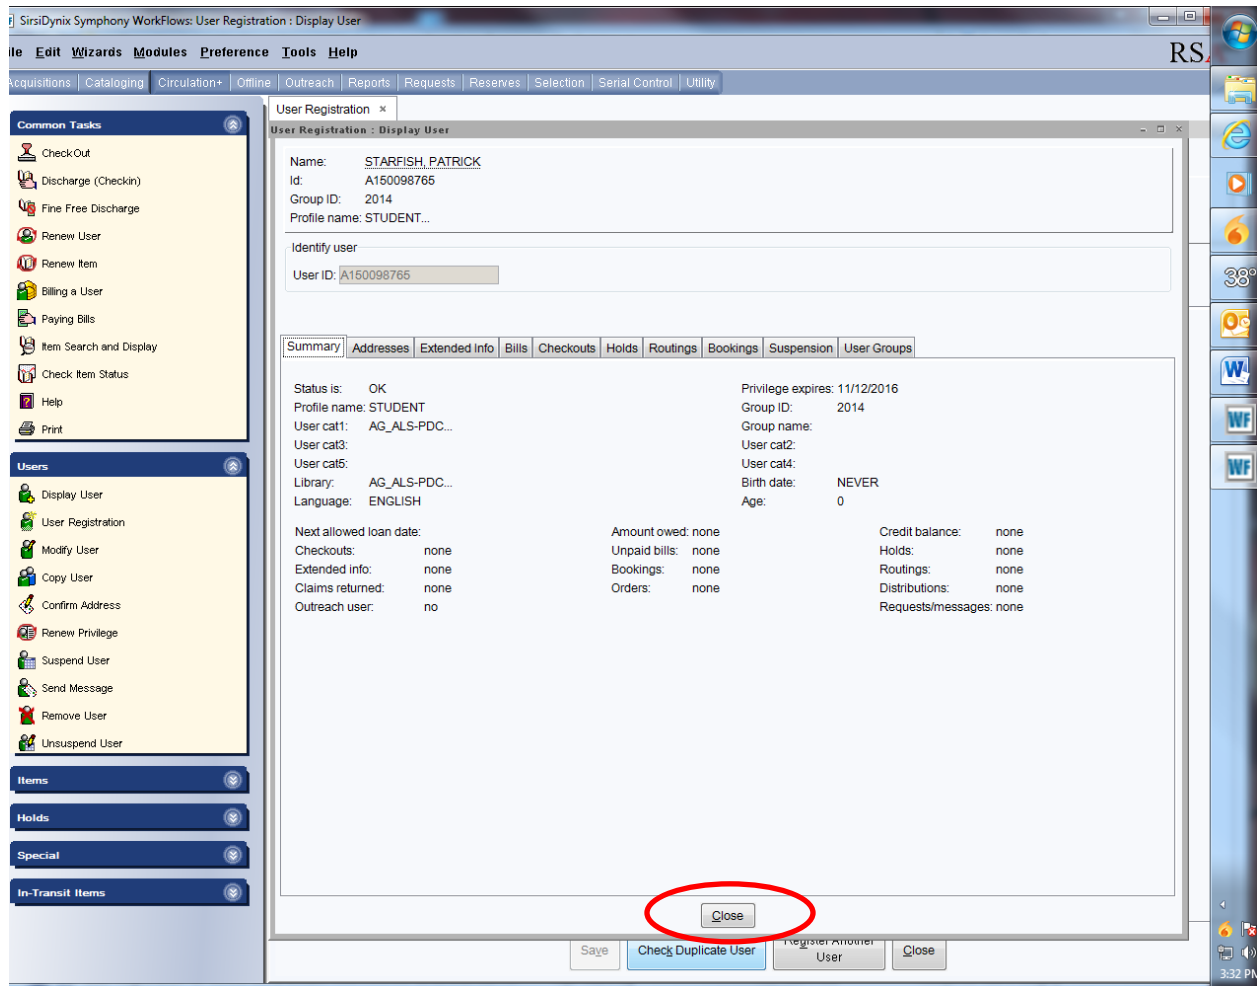 SirsiDynix Symphony WorkFlows: User Registration : Display User
Edit Wizards Modules Preference Tools Help
RS
Acquisitions Cataloging Circulation+ Offline Outreach Reports Requests Reserves Selection Serial Control Utility
User Registration ×
User Registration : Display User
Common Tasks
CheckOut
Discharge (Checkin)
Fine Free Discharge
Renew User
Renew Item
Billing a User
Paying Bills
Item Search and Display
Check Item Status
Help
Print
Users
Display User
User Registration
Modify User
Copy User
Confirm Address
Renew Privilege
Suspend User
Send Message
Remove User
Unsuspend User
Items
Holds
Special
In-Transit Items
Name: STARFISH, PATRICK
Id: A150098765
Group ID: 2014
Profile name: STUDENT...
Identify user
User ID: A150098765
Summary Addresses Extended Info Bills Checkouts Holds Routings Bookings Suspension User Groups
Status is: OK Privilege expires: 11/12/2016
Profile name: STUDENT Group ID: 2014
User cat1: AG_ALS-PDC... Group name:
User cat3: User cat2:
User cat5: User cat4:
Library: AG_ALS-PDC... Birth date: NEVER
Language: ENGLISH Age: 0
Next allowed loan date: Amount owed: none Credit balance: none
Checkouts: none Unpaid bills: none Holds: none
Extended info: none Bookings: none Routings: none
Claims returned: none Orders: none Distributions: none
Outreach user: no Requests/messages: none
Close
Save Check Duplicate User Register Another User Close
38°
WF
WF
3:32 PM